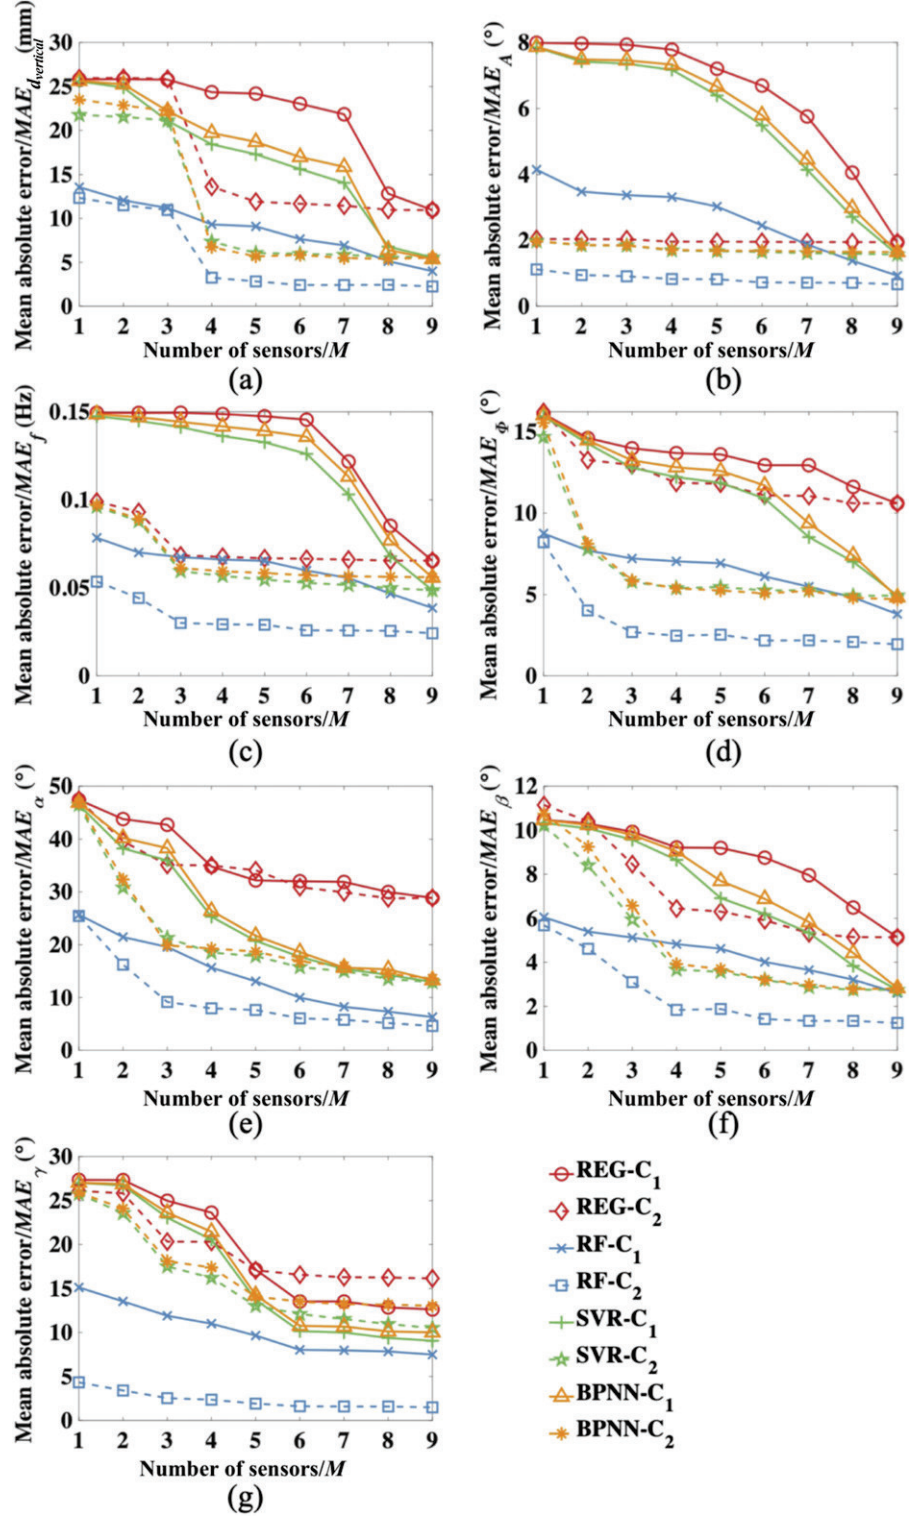 Mean absolute error/MAE d_vertical (mm)
30
25
20
15
10
5
0
1 2 3 4 5 6 7 8 9
Number of sensors/M
(a)
Mean absolute error/MAE_A (°)
8
6
4
2
0
1 2 3 4 5 6 7 8 9
Number of sensors/M
(b)
Mean absolute error/MAE_f (Hz)
0.15
0.1
0.05
0
1 2 3 4 5 6 7 8 9
Number of sensors/M
(c)
Mean absolute error/MAE_Φ (°)
15
10
5
0
1 2 3 4 5 6 7 8 9
Number of sensors/M
(d)
Mean absolute error/MAE_α (°)
50
40
30
20
10
0
1 2 3 4 5 6 7 8 9
Number of sensors/M
(e)
Mean absolute error/MAE_β (°)
12
10
8
6
4
2
0
1 2 3 4 5 6 7 8 9
Number of sensors/M
(f)
Mean absolute error/MAE_γ (°)
30
25
20
15
10
5
0
1 2 3 4 5 6 7 8 9
Number of sensors/M
(g)
REG-C₁
REG-C₂
RF-C₁
RF-C₂
SVR-C₁
SVR-C₂
BPNN-C₁
BPNN-C₂